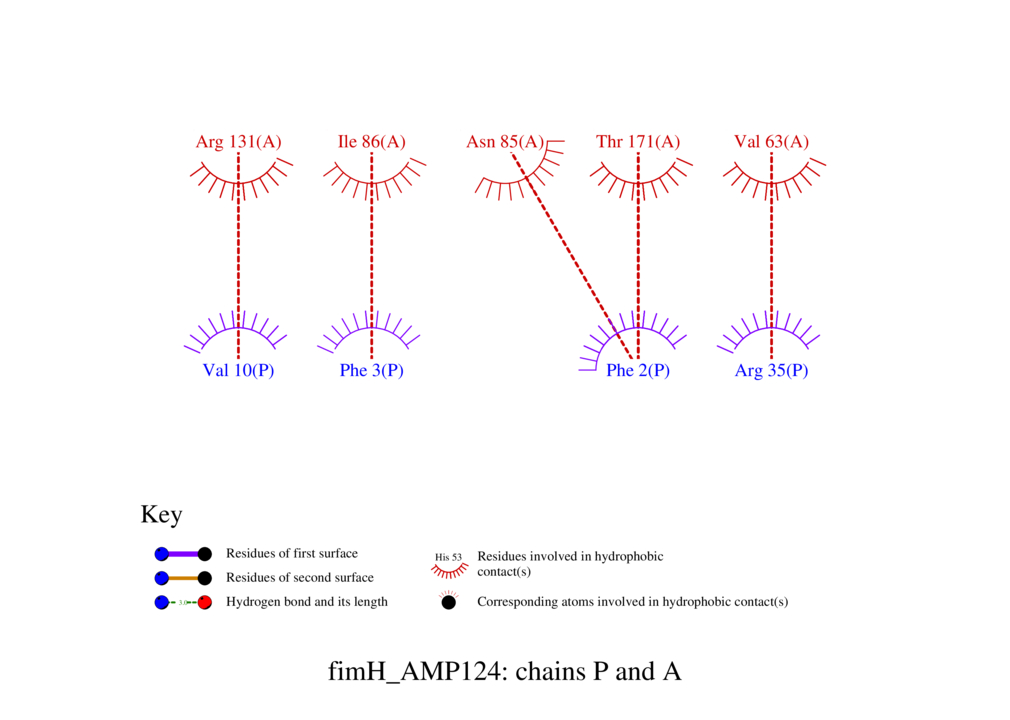 Arg 131(A) Ile 86(A) Asn 85(A) Thr 171(A) Val 63(A)
Val 10(P) Phe 3(P) Phe 2(P) Arg 35(P)
Key
Residues of first surface
Residues of second surface
3.0
Hydrogen bond and its length
His 53
Residues involved in hydrophobic
contact(s)
Corresponding atoms involved in hydrophobic contact(s)
fimH_AMP124: chains P and A